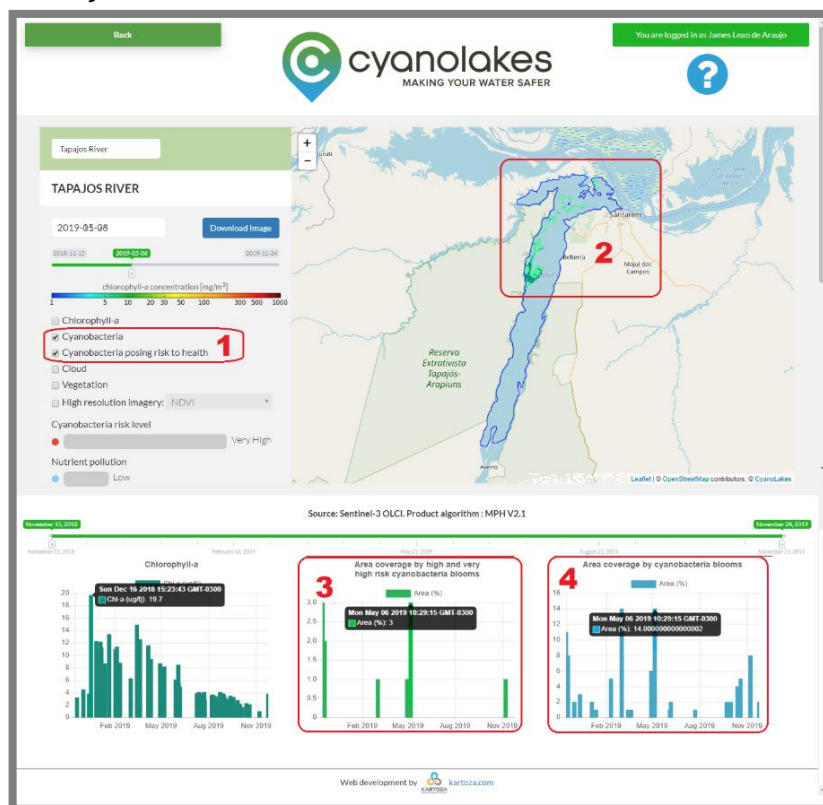 Back
You are logged in as James Leao de Araujo
cyanolakes
MAKING YOUR WATER SAFER
?
Tapajos River
TAPAJOS RIVER
Download Image
2018-11-15
2019-11-24
chlorophyll-a concentration [mg/m³]
1 5 10 20 30 50 100 300 500 1000
Chlorophyll-a
Cyanobacteria
Cyanobacteria posing risk to health
1
Cloud
Vegetation
High resolution imagery: NDVI
Cyanobacteria risk level
Very High
Nutrient pollution
Low
+
−
Santarém
2
Belterra
Mojuí dos
Campos
Reserva
Extrativista
Tapajós-
Arapiuns
Aveiro
Leaflet | © OpenStreetMap contributors, © CyanoLakes
Source: Sentinel-3 OLCI. Product algorithm : MPH V2.1
November 15, 2018
November 24, 2019
May 21, 2019
Chlorophyll-a
Sun Dec 16 2018 15:23:43 GMT-0300
Chl-a (ug/l): 19.7
20
18
16
14
12
10
8
6
4
2
0
Feb 2019 May 2019 Aug 2019 Nov 2019
3
Area coverage by high and very
high risk cyanobacteria blooms
Area (%)
Mon May 06 2019 10:29:15 GMT-0300
Area (%): 3
3.0
2.5
2.0
1.5
1.0
0.5
0
Feb 2019 May 2019 Aug 2019 Nov 2019
4
Area coverage by cyanobacteria blooms
Area (%)
Mon May 06 2019 10:29:15 GMT-0300
Area (%): 14.000000000000002
16
14
12
10
8
6
4
2
0
Feb 2019 May 2019 Aug 2019 Nov 2019
Web development by KARTOZA kartoza.com